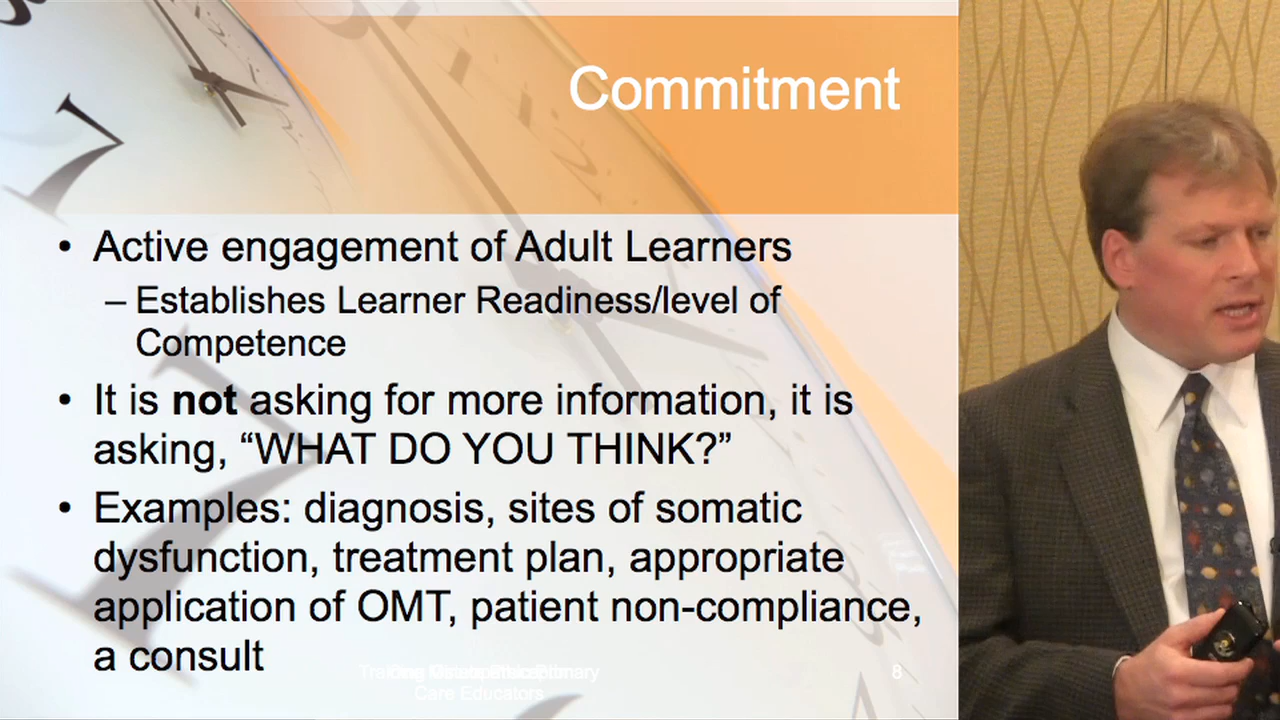 Commitment
• Active engagement of Adult Learners
– Establishes Learner Readiness/level of
Competence
• It is not asking for more information, it is
asking, “WHAT DO YOU THINK?”
• Examples: diagnosis, sites of somatic
dysfunction, treatment plan, appropriate
application of OMT, patient non-compliance,
a consult
8
Care Educators